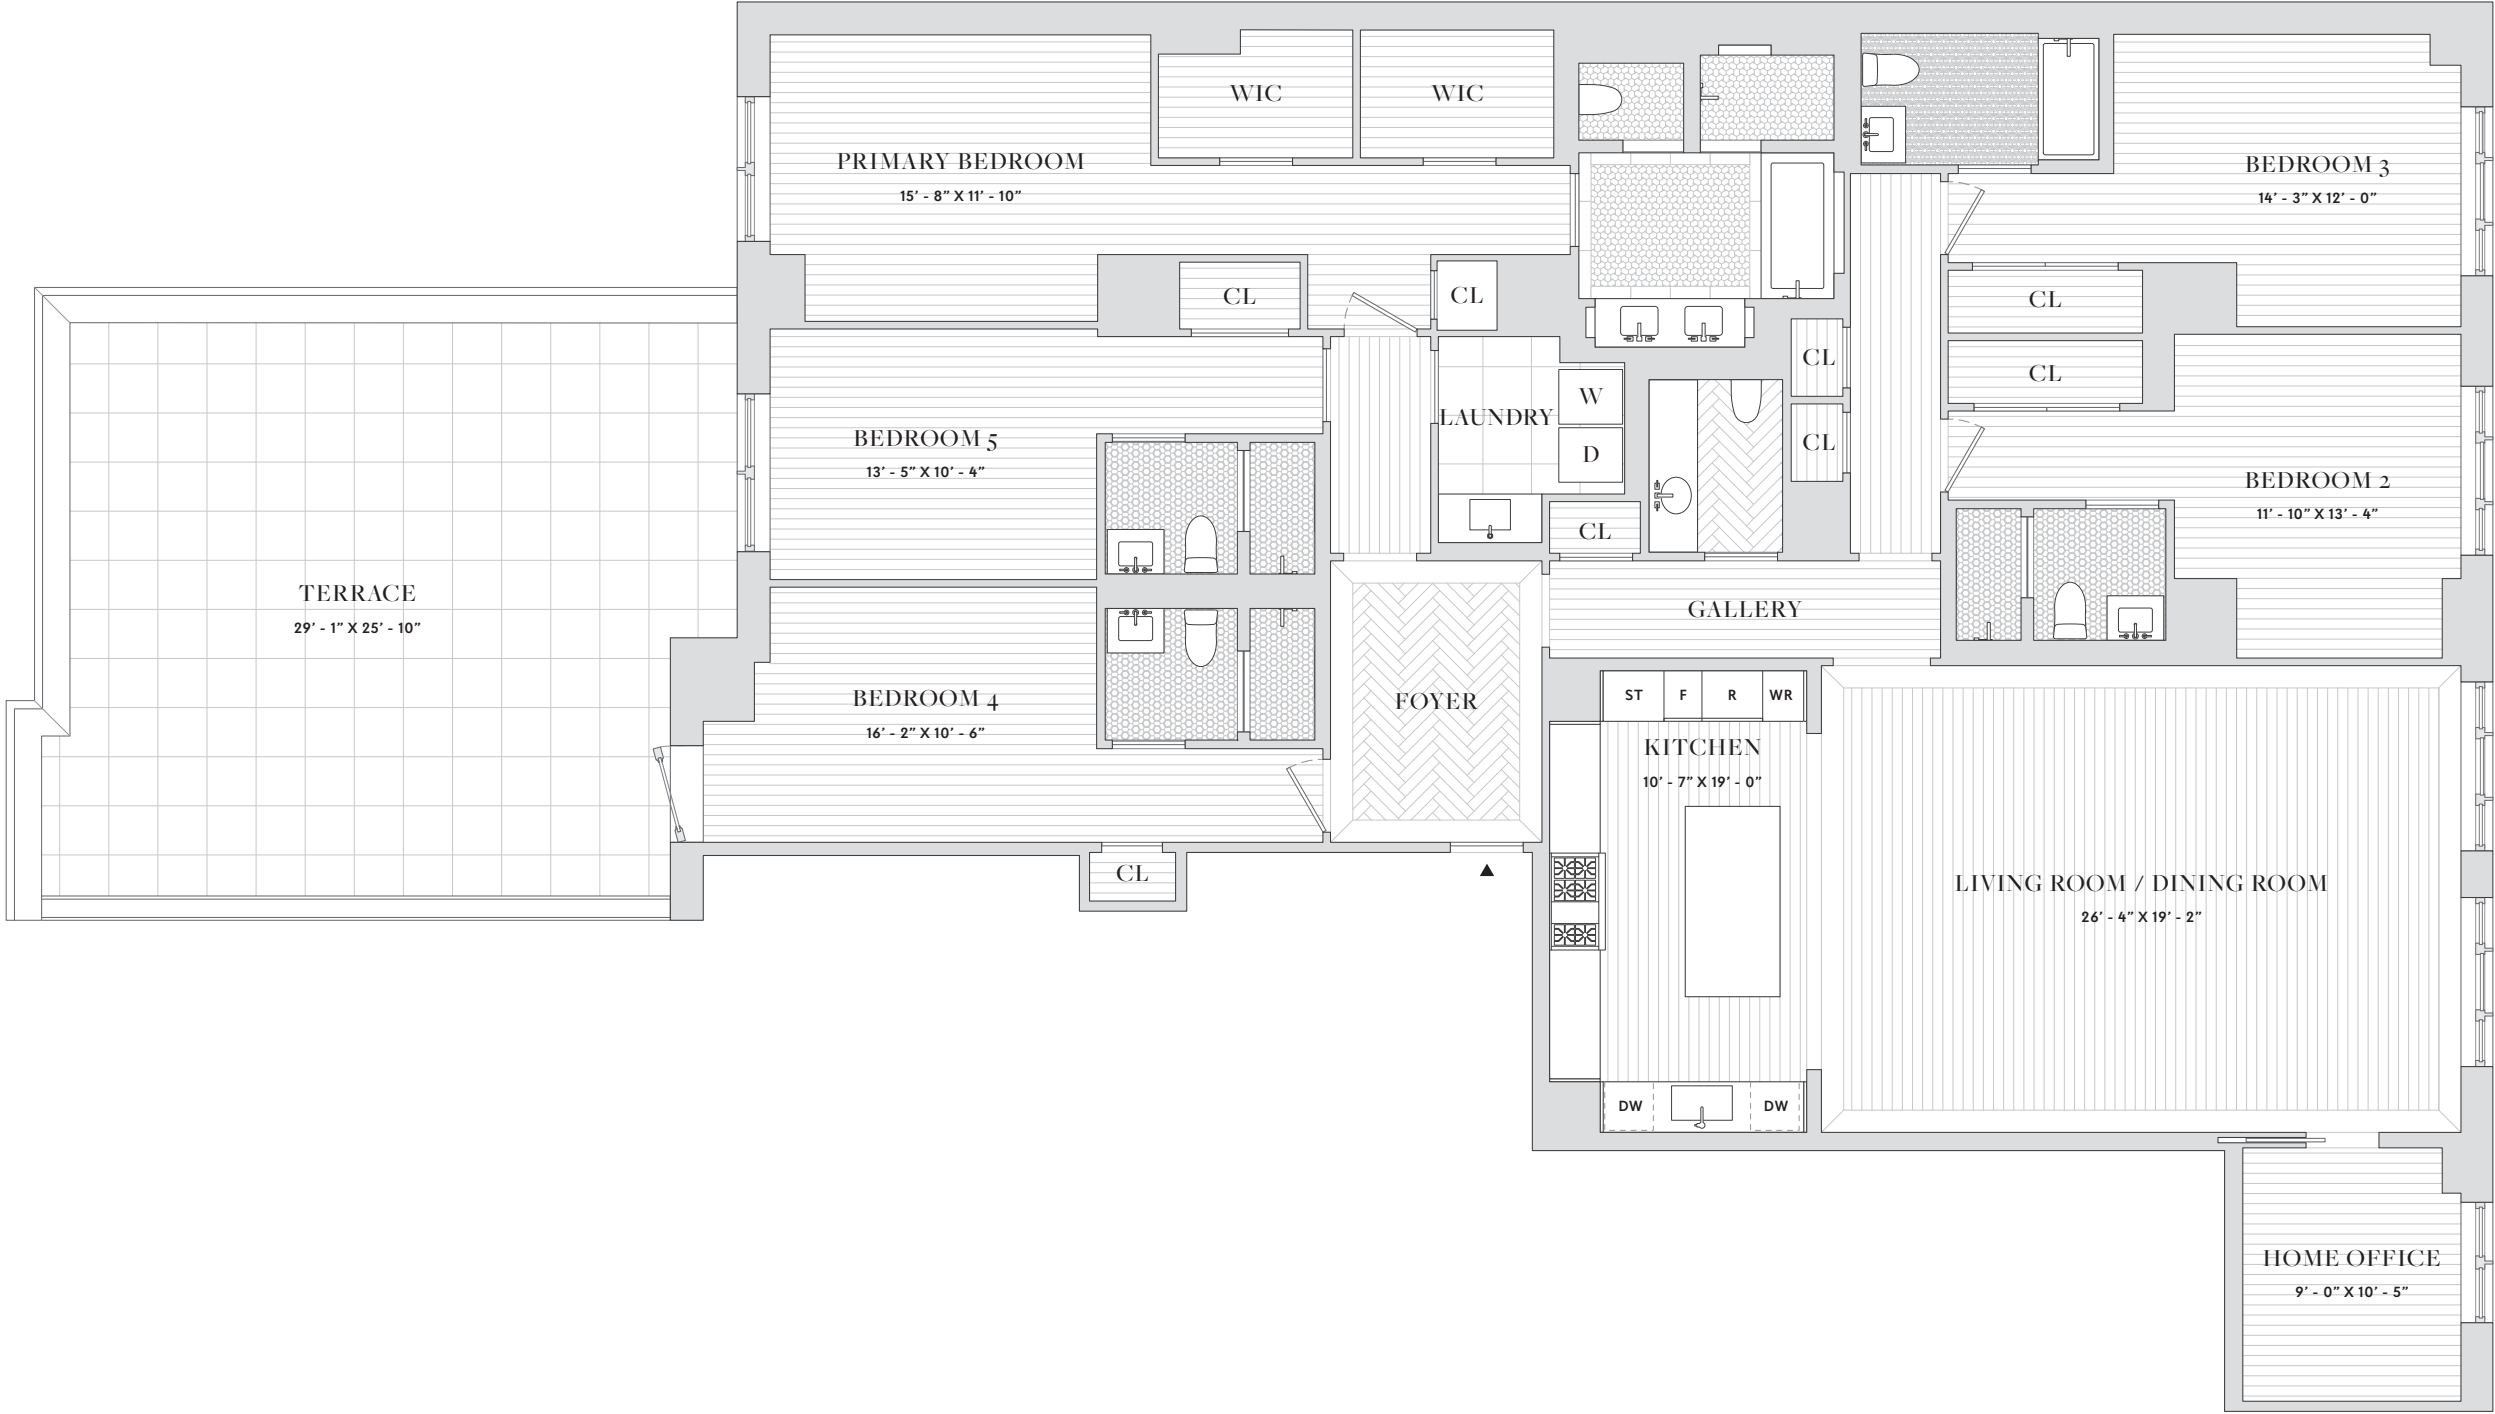 WIC
WIC
PRIMARY BEDROOM
15’ - 8” X 11’ - 10”
BEDROOM 3
14’ - 3” X 12’ - 0”
CL
CL
CL
CL
CL
CL
CL
W
D
LAUNDRY
BEDROOM 5
13’ - 5” X 10’ - 4”
BEDROOM 2
11’ - 10” X 13’ - 4”
CL
TERRACE
29’ - 1” X 25’ - 10”
GALLERY
BEDROOM 4
16’ - 2” X 10’ - 6”
FOYER
ST F R WR
KITCHEN
10’ - 7” X 19’ - 0”
CL
LIVING ROOM / DINING ROOM
26’ - 4” X 19’ - 2”
DW
DW
HOME OFFICE
9’ - 0” X 10’ - 5”